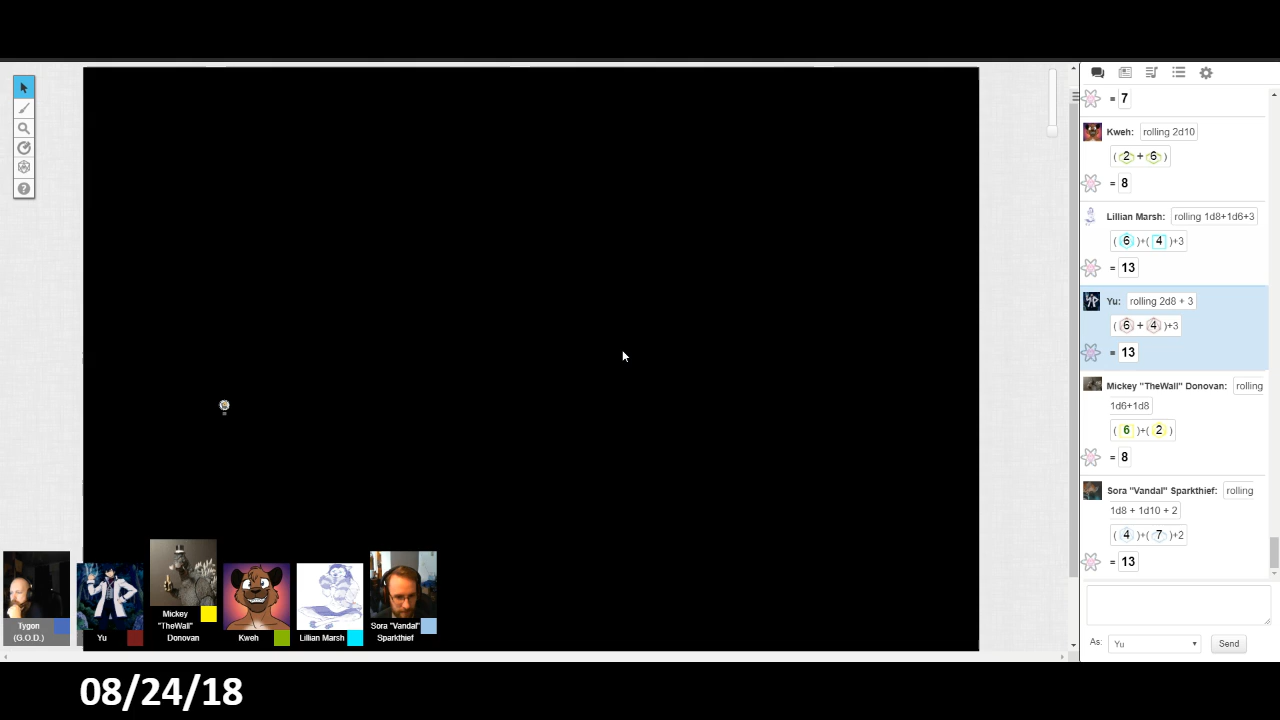 = 7
Kweh: rolling 2d10
( 2 + 6 )
= 8
Lillian Marsh: rolling 1d8+1d6+3
( 6 )+( 4 )+3
= 13
Yu: rolling 2d8 + 3
( 6 + 4 )+3
= 13
Mickey "TheWall" Donovan: rolling
1d6+1d8
( 6 )+( 2 )
= 8
Sora "Vandal" Sparkthief: rolling
1d8 + 1d10 + 2
( 4 )+( 7 )+2
= 13
As: Yu Send
Tygon
(G.O.D.)
Yu
Mickey
"TheWall"
Donovan
Kweh
Lillian Marsh
Sora "Vandal"
Sparkthief
08/24/18